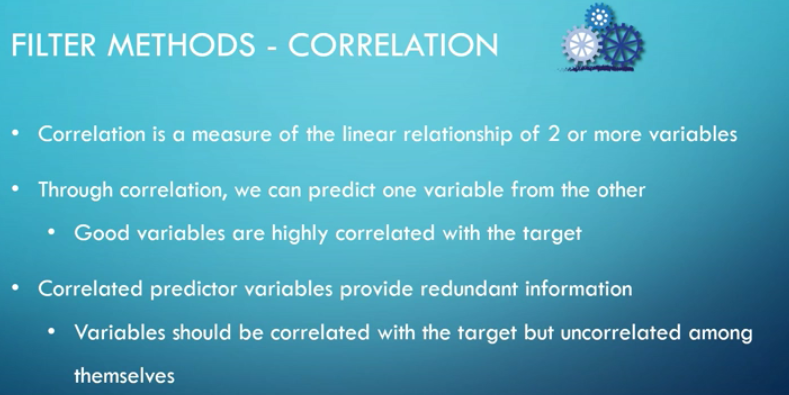 FILTER METHODS - CORRELATION
• Correlation is a measure of the linear relationship of 2 or more variables
• Through correlation, we can predict one variable from the other
• Good variables are highly correlated with the target
• Correlated predictor variables provide redundant information
• Variables should be correlated with the target but uncorrelated among
themselves